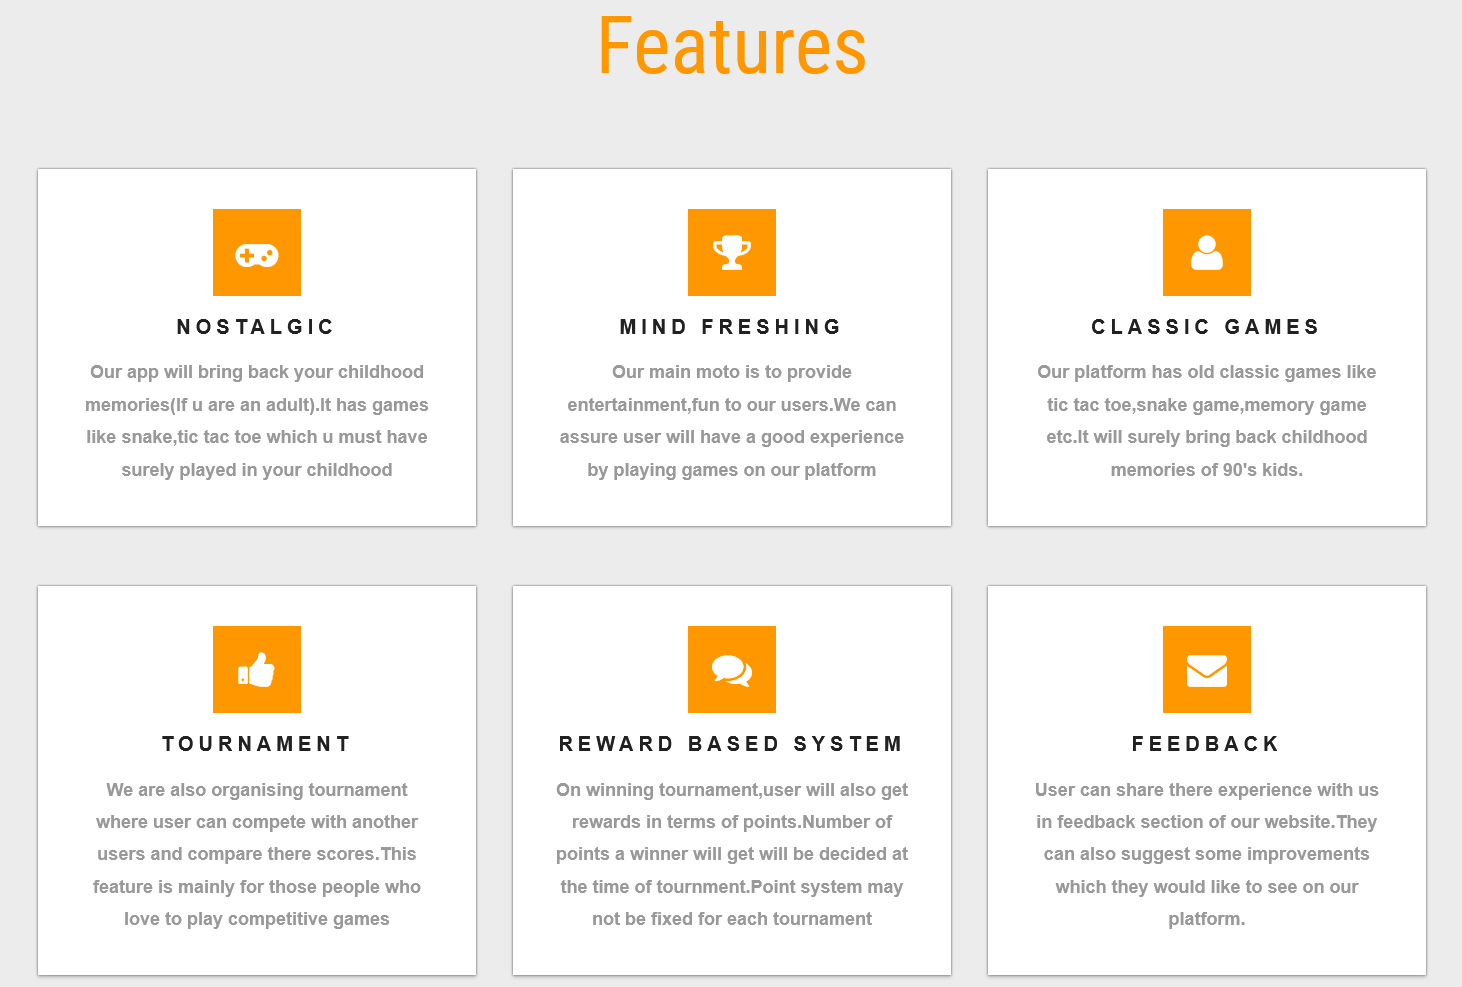 Features
NOSTALGIC
Our app will bring back your childhood
memories(If u are an adult).It has games
like snake,tic tac toe which u must have
surely played in your childhood
MIND FRESHING
Our main moto is to provide
entertainment,fun to our users.We can
assure user will have a good experience
by playing games on our platform
CLASSIC GAMES
Our platform has old classic games like
tic tac toe,snake game,memory game
etc.It will surely bring back childhood
memories of 90's kids.
TOURNAMENT
We are also organising tournament
where user can compete with another
users and compare there scores.This
feature is mainly for those people who
love to play competitive games
REWARD BASED SYSTEM
On winning tournament,user will also get
rewards in terms of points.Number of
points a winner will get will be decided at
the time of tournment.Point system may
not be fixed for each tournament
FEEDBACK
User can share there experience with us
in feedback section of our website.They
can also suggest some improvements
which they would like to see on our
platform.